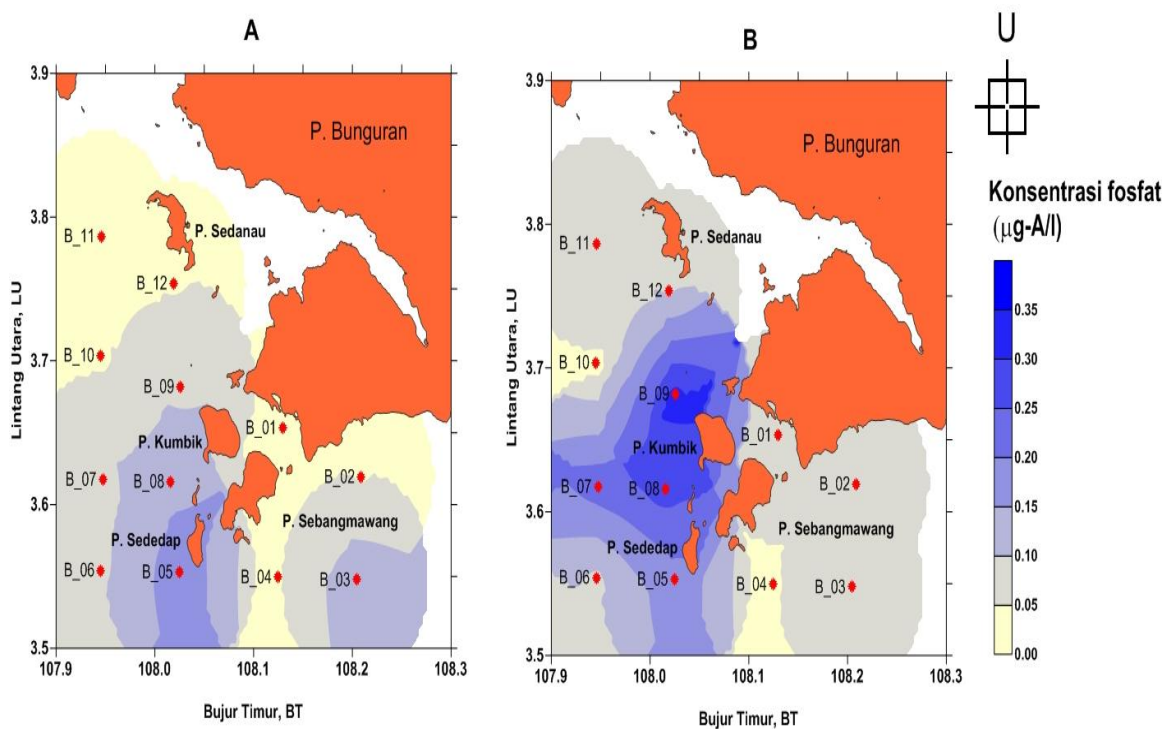 A
B
U
3.9
3.8
3.7
3.6
3.5
107.9
108.0
108.1
108.2
108.3
Lintang Utara, LU
Bujur Timur, BT
P. Bunguran
P. Sedanau
B_11
B_12
B_10
B_09
P. Kumbik
B_01
B_07
B_08
B_02
P. Sebangmawang
P. Sededap
B_06
B_05
B_04
B_03
3.9
3.8
3.7
3.6
3.5
107.9
108.0
108.1
108.2
108.3
Lintang Utara, LU
Bujur Timur, BT
P. Bunguran
P. Sedanau
B_11
B_12
B_10
B_09
P. Kumbik
B_01
B_07
B_08
B_02
P. Sebangmawang
P. Sededap
B_06
B_05
B_04
B_03
Konsentrasi fosfat
(µg-A/l)
0.35
0.30
0.25
0.20
0.15
0.10
0.05
0.00